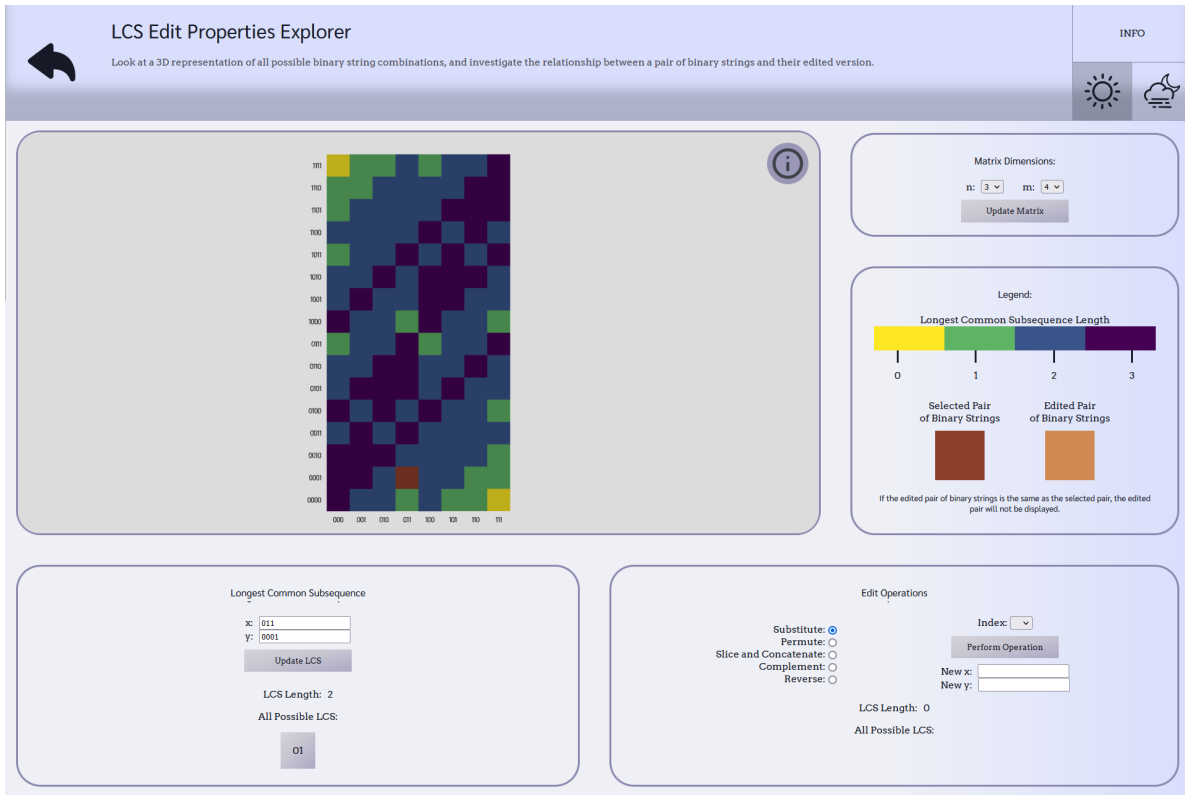 LCS Edit Properties Explorer
INFO
Look at a 3D representation of all possible binary string combinations, and investigate the relationship between a pair of binary strings and their edited version.
1111
1110
1101
1100
1011
1010
1001
1000
0111
0110
0101
0100
0011
0010
0001
0000
000 001 010 011 100 101 110 111
Matrix Dimensions:
n: 3 m: 4
Update Matrix
Legend:
Longest Common Subsequence Length
0 1 2 3
Selected Pair of Binary Strings
Edited Pair of Binary Strings
If the edited pair of binary strings is the same as the selected pair, the edited
pair will not be displayed.
Longest Common Subsequence
x: 011
y: 0001
Update LCS
LCS Length: 2
All Possible LCS:
01
Edit Operations
Substitute:
Permute:
Slice and Concatenate:
Complement:
Reverse:
Index:
Perform Operation
New x:
New y:
LCS Length: 0
All Possible LCS: